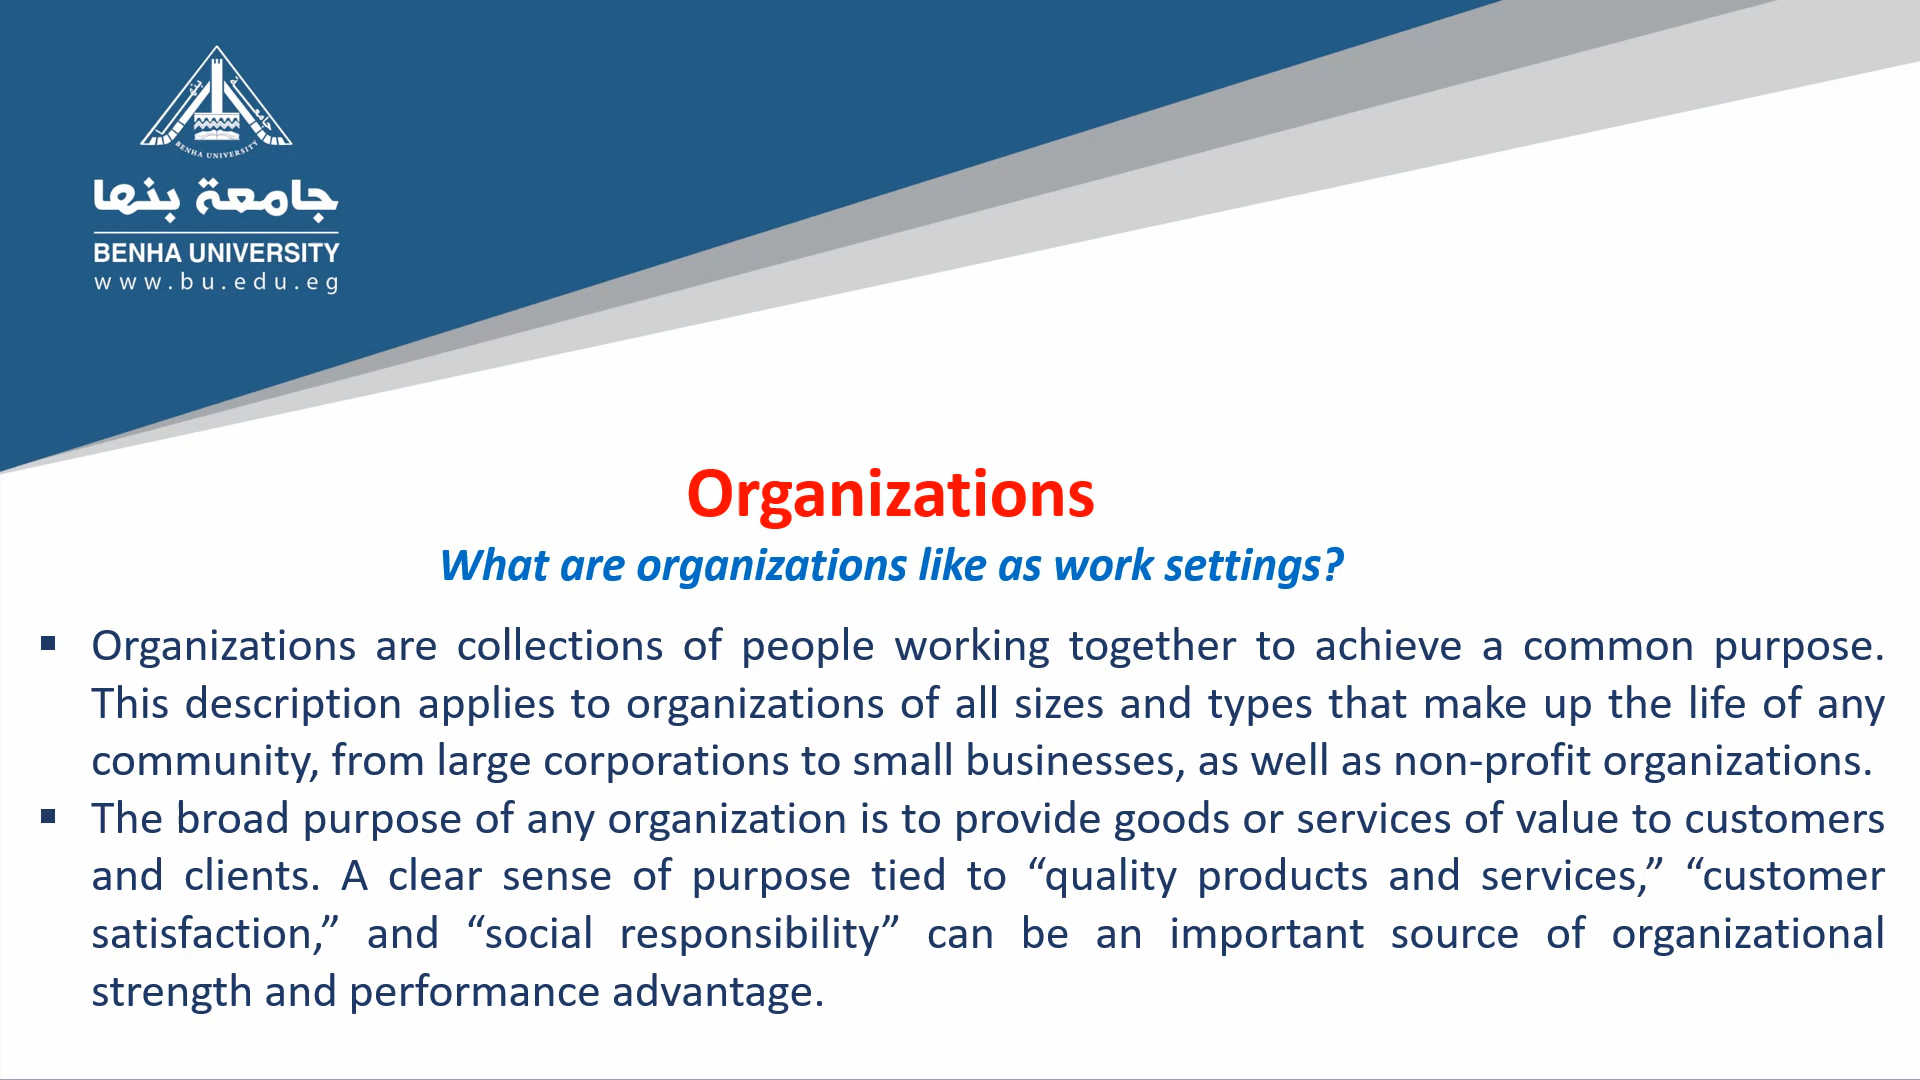 BENHA UNIVERSITY
جامعة بنها
BENHA UNIVERSITY
www.bu.edu.eg
Organizations
What are organizations like as work settings?
▪ Organizations are collections of people working together to achieve a common purpose.
This description applies to organizations of all sizes and types that make up the life of any
community, from large corporations to small businesses, as well as non-profit organizations.
▪ The broad purpose of any organization is to provide goods or services of value to customers
and clients. A clear sense of purpose tied to “quality products and services,” “customer
satisfaction,” and “social responsibility” can be an important source of organizational
strength and performance advantage.